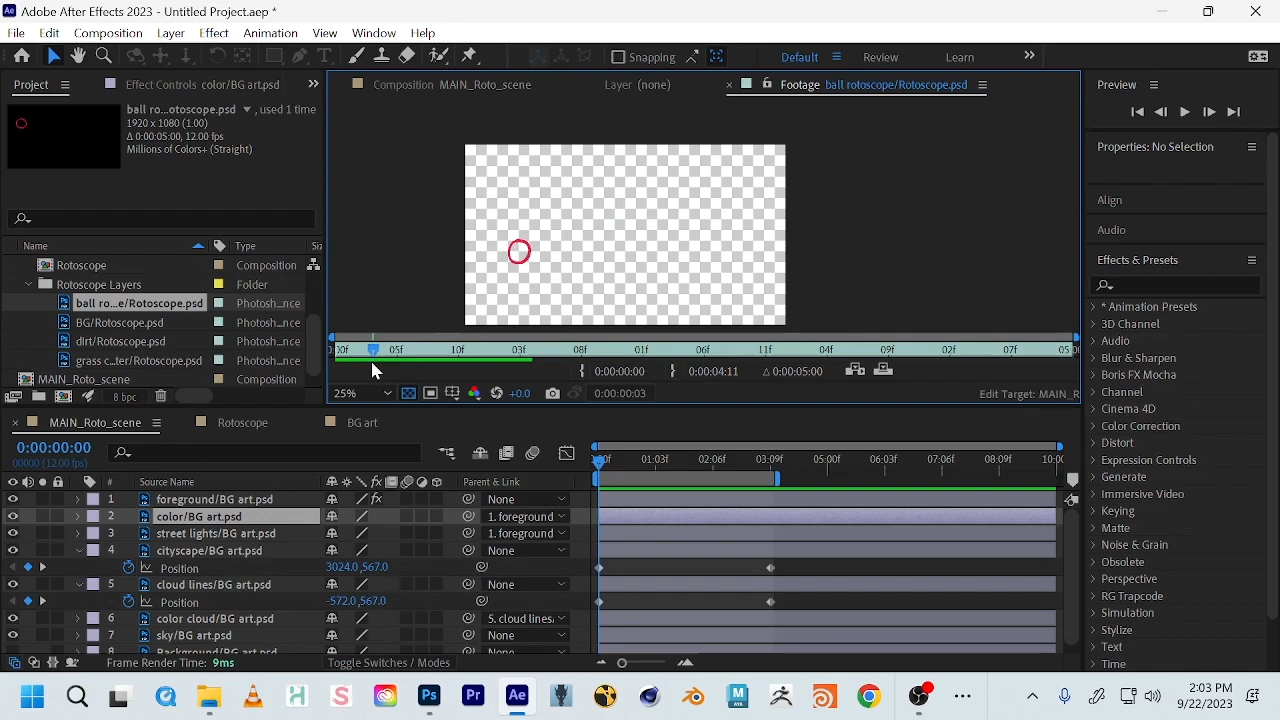 Adobe After Effects 2023 - Untitled Project.aep *
File Edit Composition Layer Effect Animation View Window Help
Snapping Default Review Learn
Project Effect Controls color/BG art.psd Composition MAIN_Roto_scene Layer (none) × Footage ball rotoscope/Rotoscope.psd Preview
ball ro...otoscope.psd , used 1 time
1920 x 1080 (1.00)
Δ 0:00:05:00, 12.00 fps
Millions of Colors+ (Straight)
Properties: No Selection
Align
Audio
Effects & Presets
Name Type Siz
Rotoscope Composition
Rotoscope Layers Folder
ball ro...e/Rotoscope.psd Photosh...nce
BG/Rotoscope.psd Photosh...nce
dirt/Rotoscope.psd Photosh...nce
grass...ter/Rotoscope.psd Photosh...nce
MAIN_Roto_scene Composition
8 bpc
05f 10f 03f 08f 01f 06f 11f 04f 09f 02f 07f
0:00:00:00 0:00:04:11 Δ 0:00:05:00
25% +0.0 0:00:00:03 Edit Target: MAIN_R
* Animation Presets
3D Channel
Audio
Blur & Sharpen
Boris FX Mocha
Channel
Cinema 4D
Color Correction
Distort
Expression Controls
Generate
Immersive Video
Keying
Matte
Noise & Grain
Obsolete
Perspective
RG Trapcode
Simulation
Stylize
Text
Time
× MAIN_Roto_scene Rotoscope BG art
0:00:00:00
00000 (12.00 fps)
01:03f 02:06f 03:09f 05:00f 06:03f 07:06f 08:09f 10:0
# Source Name Parent & Link
1 foreground/BG art.psd None
2 color/BG art.psd 1. foreground
3 street lights/BG art.psd 1. foreground
4 cityscape/BG art.psd None
Position 3024.0,567.0
5 cloud lines/BG art.psd None
Position -572.0,567.0
6 color cloud/BG art.psd 5. cloud lines/
7 sky/BG art.psd None
Frame Render Time: 9ms Toggle Switches / Modes
2:03 PM
9/22/2023